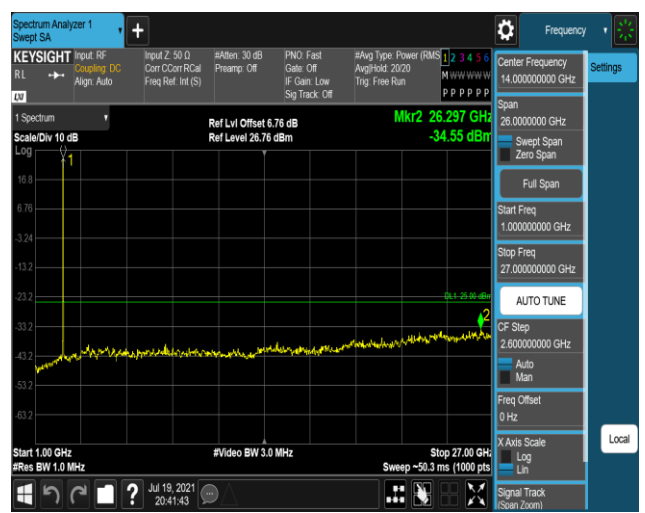 Spectrum Analyzer 1
Swept SA
+
Frequency
KEYSIGHT
RL
LXI
Input: RF
Coupling: DC
Align: Auto
Input Z: 50 Ω
Corr CCorr RCal
Freq Ref: Int (S)
#Atten: 30 dB
Preamp: Off
PNO: Fast
Gate: Off
IF Gain: Low
Sig Track: Off
#Avg Type: Power (RMS
Avg|Hold: 20/20
Trig: Free Run
1 2 3 4 5 6
M W W W W W
P P P P P P
1 Spectrum
Scale/Div 10 dB
Log
Ref Lvl Offset 6.76 dB
Ref Level 26.76 dBm
Mkr2 26.297 GHz
-34.55 dBm
1
16.8
6.76
-3.24
-13.2
-23.2
-33.2
-43.2
-53.2
-63.2
DL1 -25.00 dBm
2
Start 1.00 GHz
#Res BW 1.0 MHz
#Video BW 3.0 MHz
Stop 27.00 GHz
Sweep ~50.3 ms (1000 pts
?
Jul 19, 2021
20:41:43
Center Frequency
14.000000000 GHz
Span
26.0000000 GHz
Swept Span
Zero Span
Full Span
Start Freq
1.000000000 GHz
Stop Freq
27.000000000 GHz
AUTO TUNE
CF Step
2.600000000 GHz
Auto
Man
Freq Offset
0 Hz
X Axis Scale
Log
Lin
Signal Track
(Span Zoom)
Settings
Local